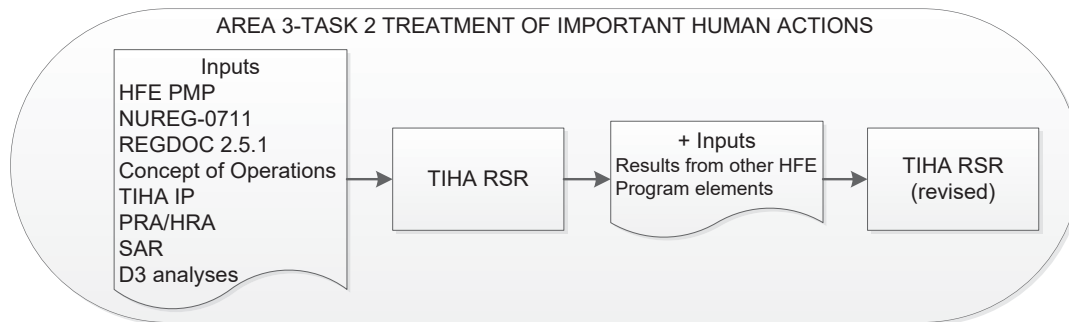 AREA 3-TASK 2 TREATMENT OF IMPORTANT HUMAN ACTIONS
Inputs
HFE PMP
NUREG-0711
REGDOC 2.5.1
Concept of Operations
TIHA IP
PRA/HRA
SAR
D3 analyses
TIHA RSR
+ Inputs
Results from other HFE
Program elements
TIHA RSR
(revised)